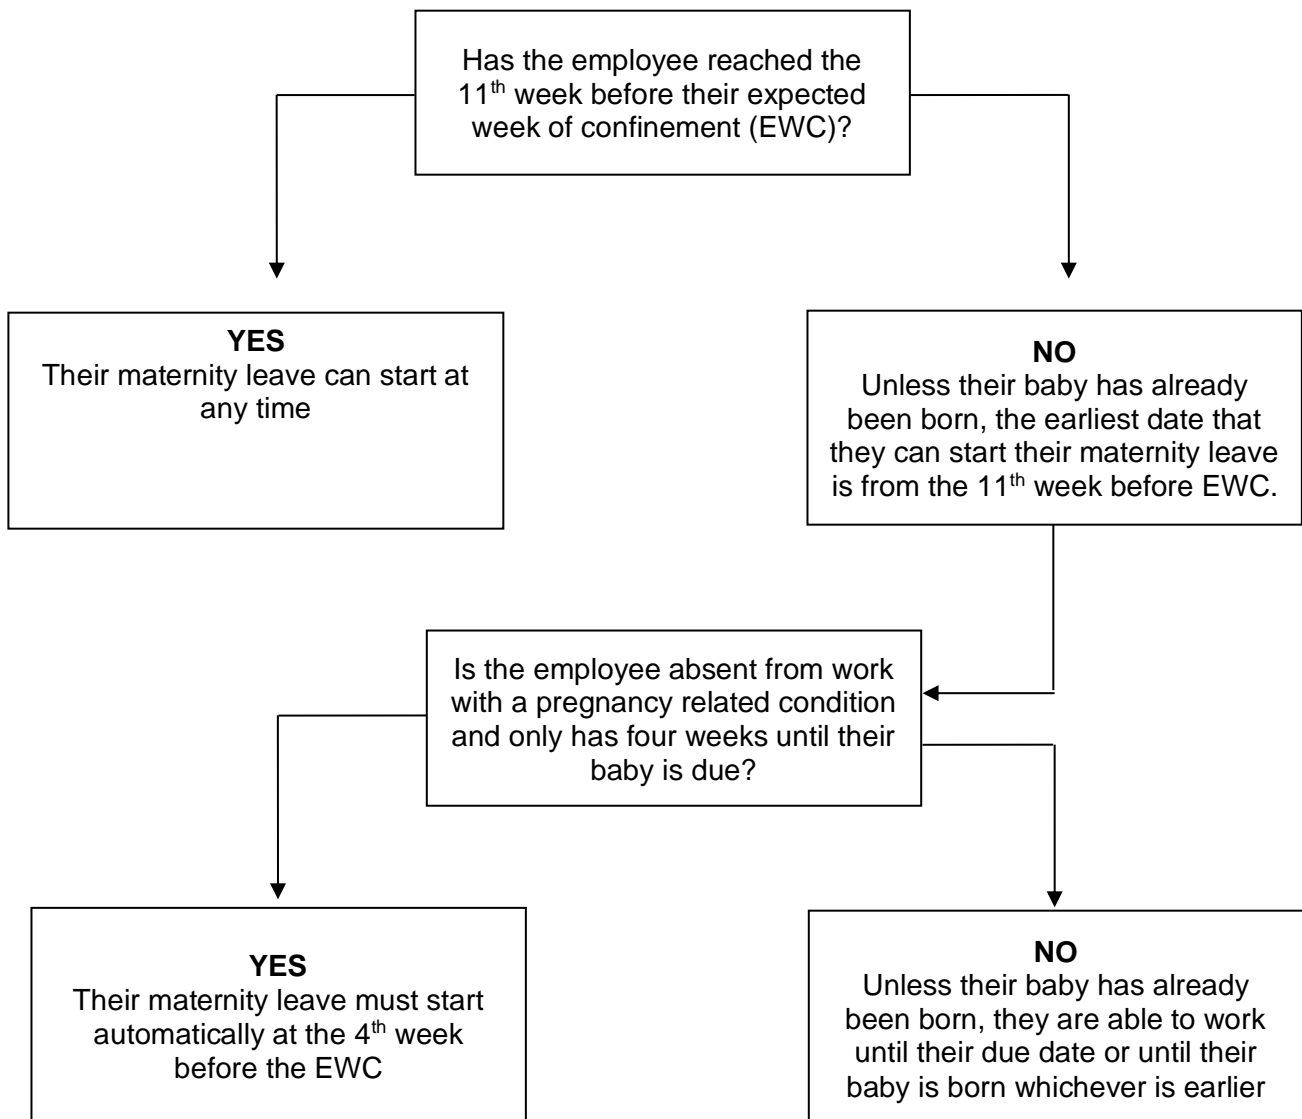 Has the employee reached the
11th week before their expected
week of confinement (EWC)?
YES
Their maternity leave can start at
any time
NO
Unless their baby has already
been born, the earliest date that
they can start their maternity leave
is from the 11th week before EWC.
Is the employee absent from work
with a pregnancy related condition
and only has four weeks until their
baby is due?
YES
Their maternity leave must start
automatically at the 4th week
before the EWC
NO
Unless their baby has already
been born, they are able to work
until their due date or until their
baby is born whichever is earlier